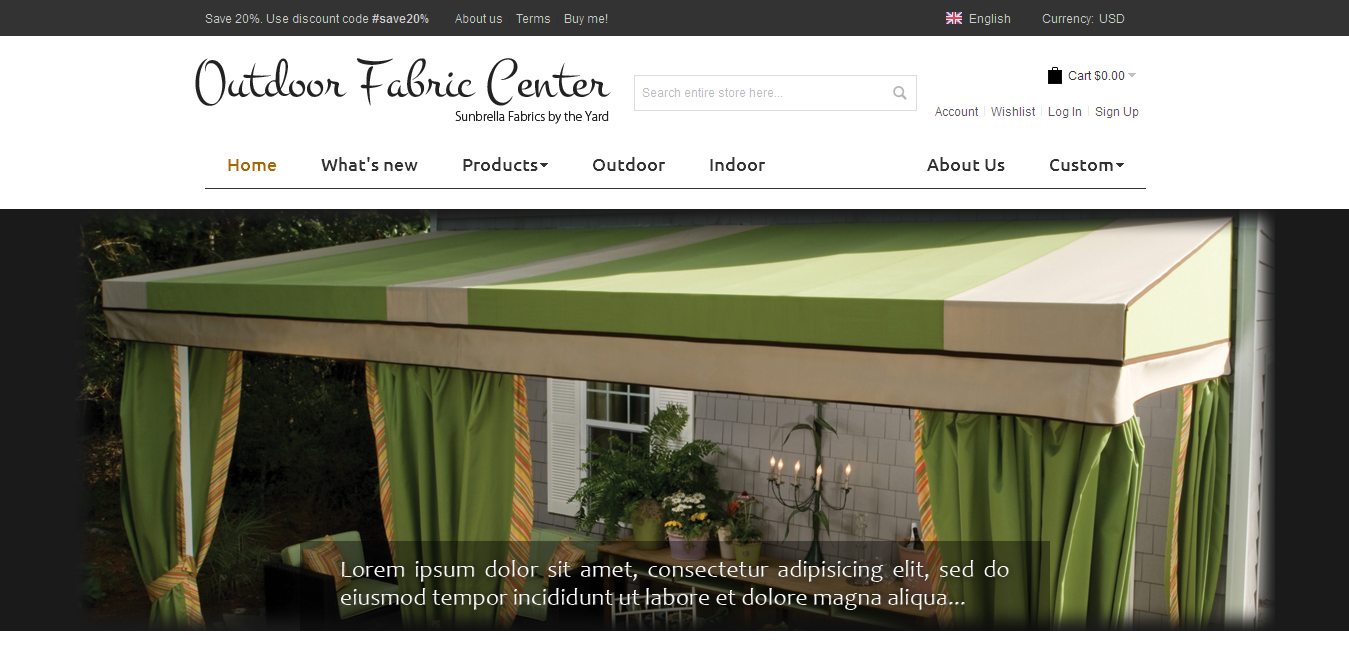 Save 20%. Use discount code #save20% About us Terms Buy me! English Currency: USD
Outdoor Fabric Center
Sunbrella Fabrics by the Yard
Search entire store here...
Cart $0.00
Account Wishlist Log In Sign Up
Home What's new Products Outdoor Indoor About Us Custom
Lorem ipsum dolor sit amet, consectetur adipisicing elit, sed do
eiusmod tempor incididunt ut labore et dolore magna aliqua...